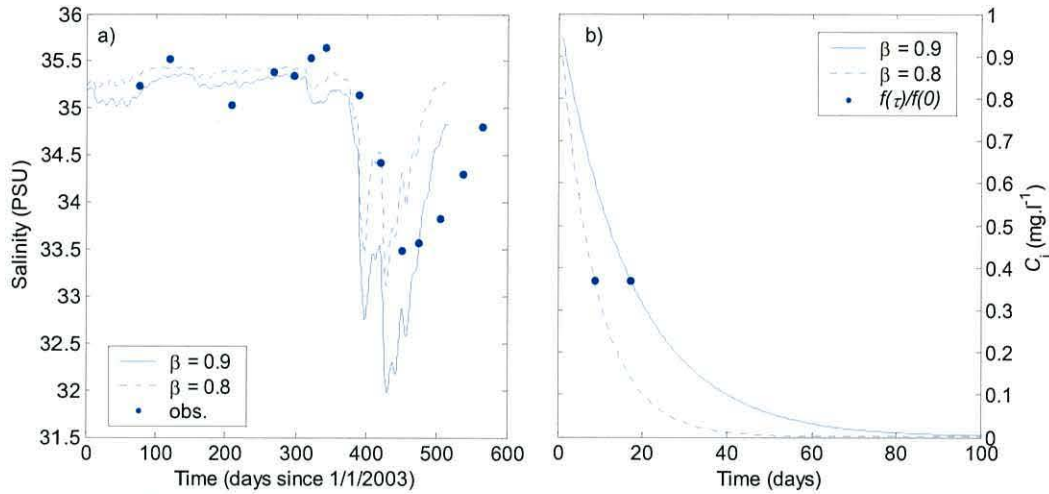 a)
36
35.5
35
34.5
34
33.5
33
32.5
32
31.5
Salinity (PSU)
β = 0.9
β = 0.8
obs.
0 100 200 300 400 500 600
Time (days since 1/1/2003)
b)
β = 0.9
β = 0.8
f(τ)/f(0)
1
0.9
0.8
0.7
0.6
0.5
0.4
0.3
0.2
0.1
0
C_i (mg.l⁻¹)
0 20 40 60 80 100
Time (days)